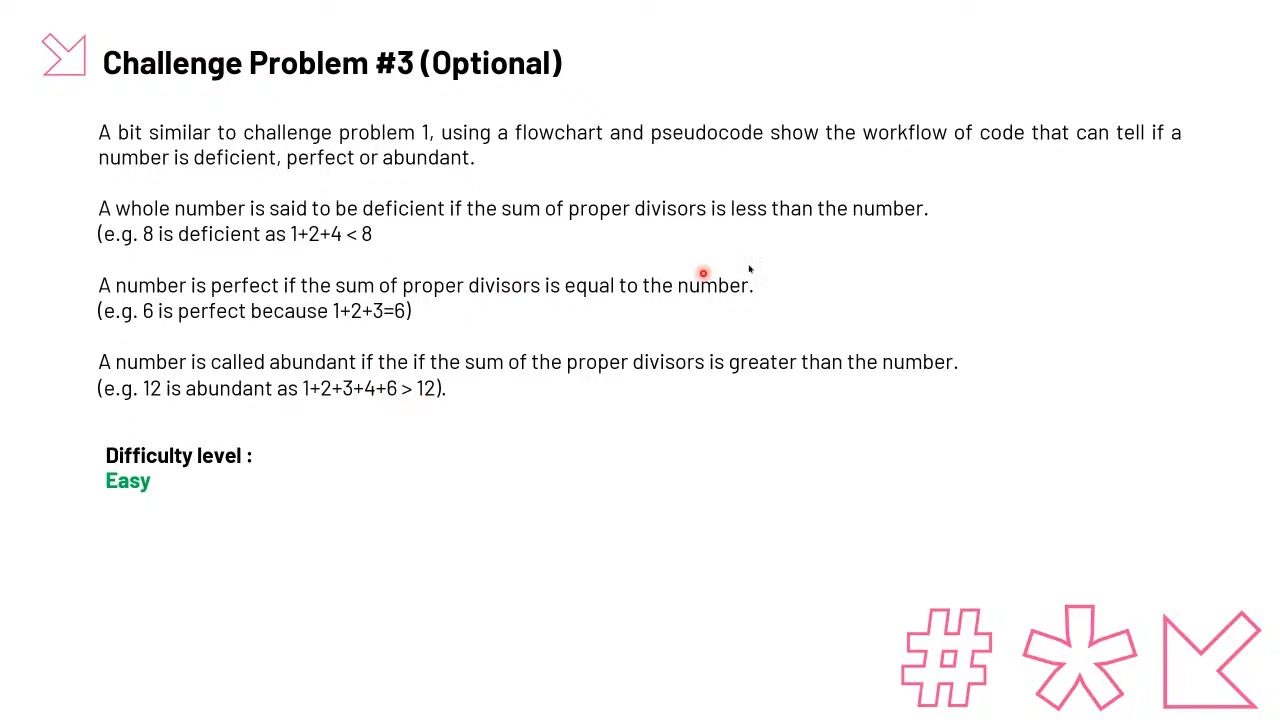 Challenge Problem #3 (Optional)
A bit similar to challenge problem 1, using a flowchart and pseudocode show the workflow of code that can tell if a
number is deficient, perfect or abundant.
A whole number is said to be deficient if the sum of proper divisors is less than the number.
(e.g. 8 is deficient as 1+2+4 < 8
A number is perfect if the sum of proper divisors is equal to the number.
(e.g. 6 is perfect because 1+2+3=6)
A number is called abundant if the if the sum of the proper divisors is greater than the number.
(e.g. 12 is abundant as 1+2+3+4+6 > 12).
Difficulty level :
Easy